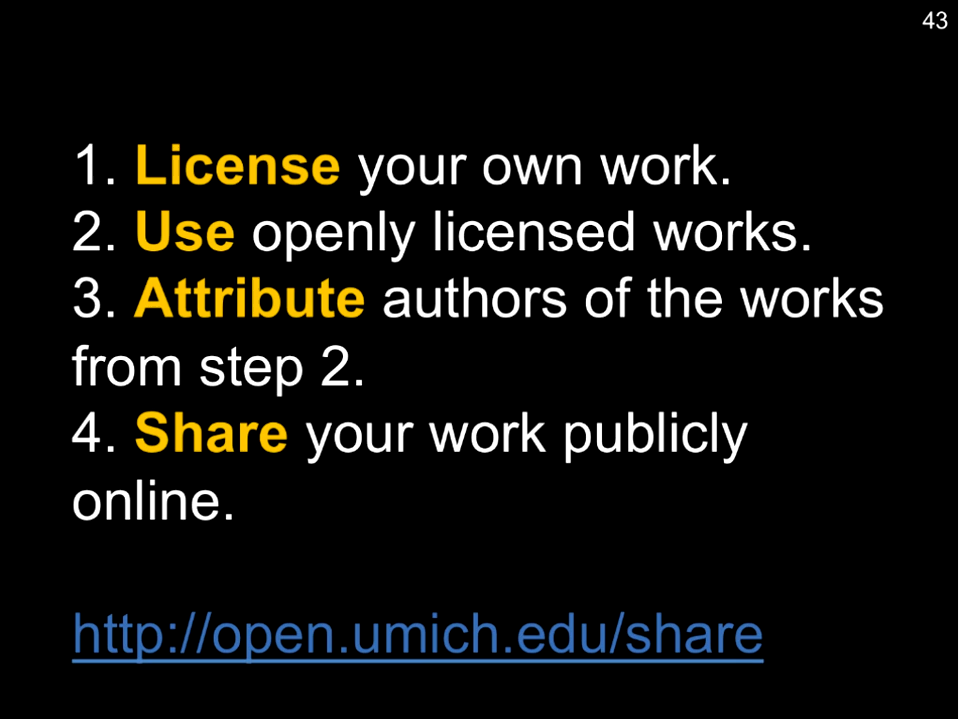 43
1. License your own work.
2. Use openly licensed works.
3. Attribute authors of the works
from step 2.
4. Share your work publicly
online.
http://open.umich.edu/share